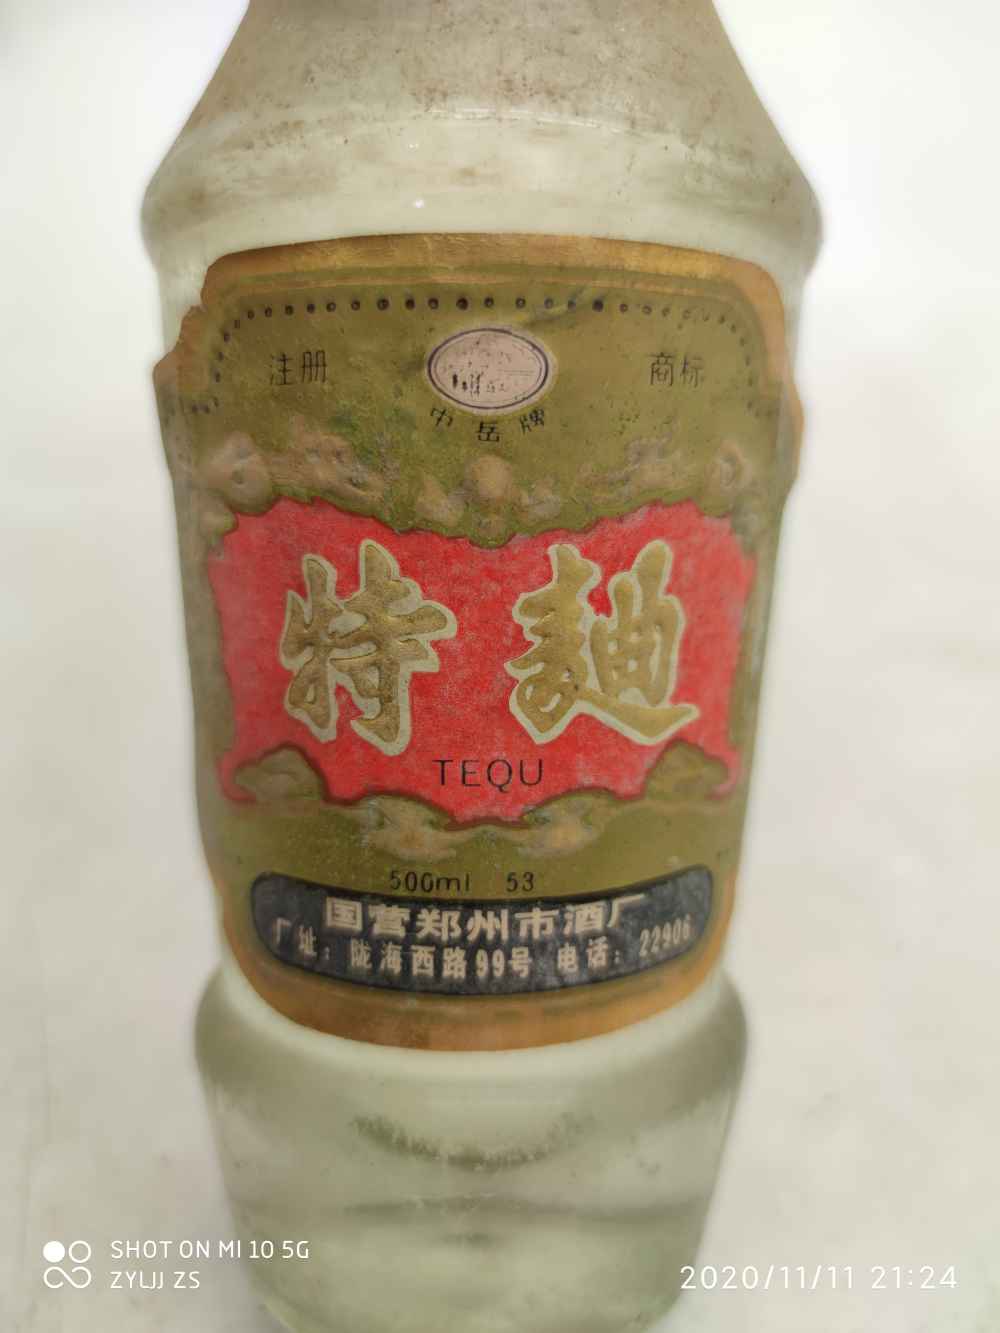 注册 商标
中岳牌
特麯
TEQU
500ml 53
国营郑州市酒厂
厂址：陇海西路99号 电话：22906
SHOT ON MI 10 5G
ZYLJJ ZS
2020/11/11 21:24